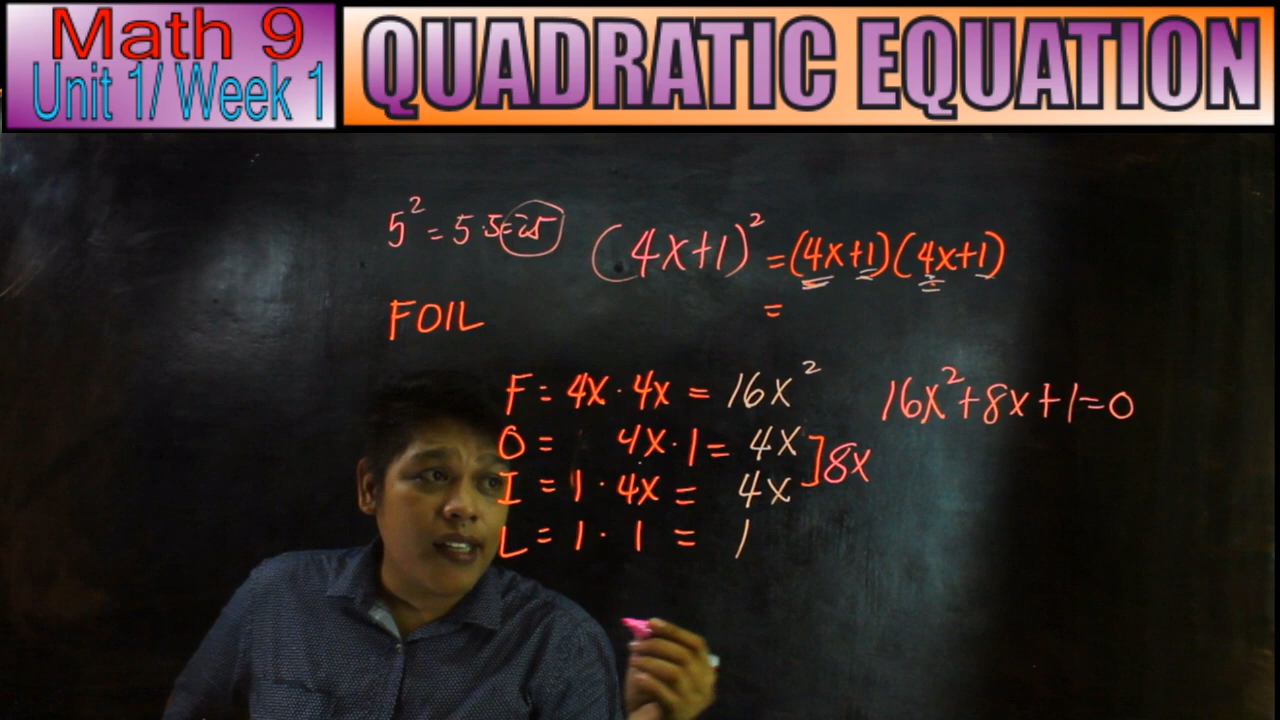 Math 9
Unit 1/ Week 1
QUADRATIC EQUATION
5² = 5·5=25
(4x+1)² =(4x+1)(4x+1)
=
FOIL
F = 4x · 4x = 16x²
O = 4x · 1 = 4x
I = 1 · 4x = 4x
] 8x
L = 1 · 1 = 1
16x²+8x+1=0